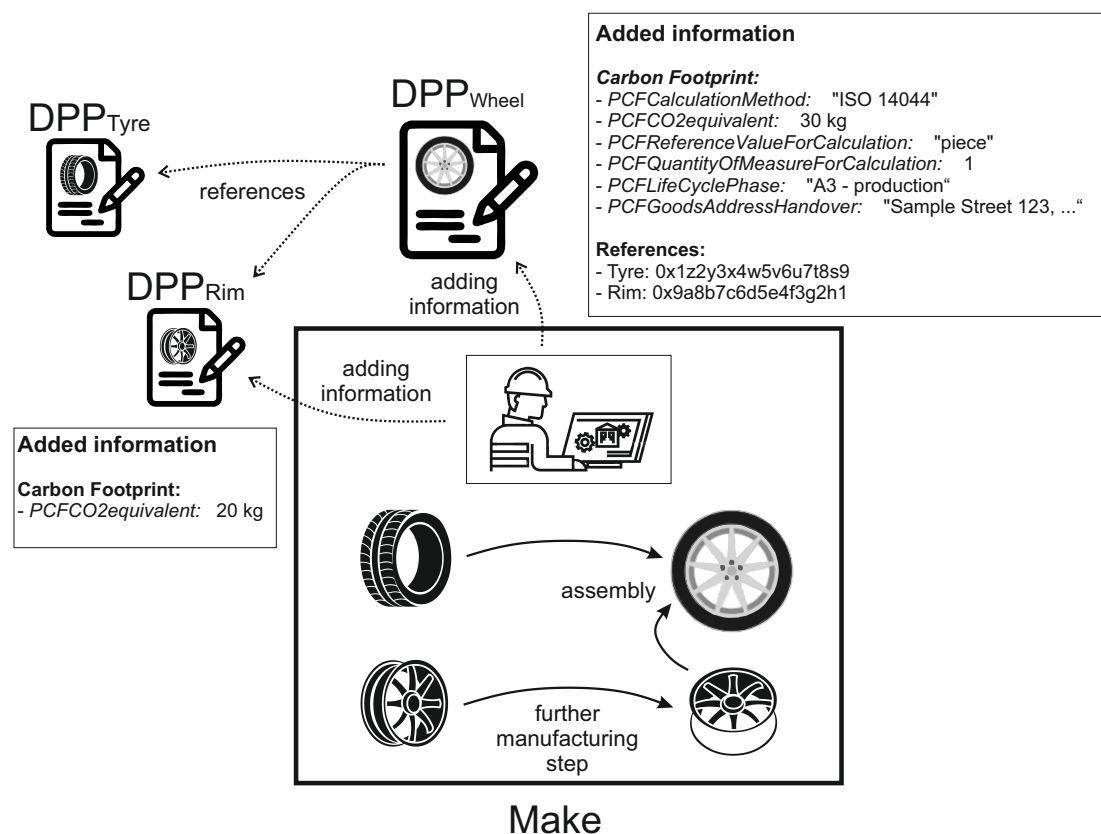 DPPTyre
references
DPPRim
DPPWheel
adding
information
Added information
Carbon Footprint:
- PCFCalculationMethod: "ISO 14044"
- PCFCO2equivalent: 30 kg
- PCFReferenceValueForCalculation: "piece"
- PCFQuantityOfMeasureForCalculation: 1
- PCFLifeCyclePhase: "A3 - production“
- PCFGoodsAddressHandover: "Sample Street 123, ...“
References:
- Tyre: 0x1z2y3x4w5v6u7t8s9
- Rim: 0x9a8b7c6d5e4f3g2h1
adding
information
Added information
Carbon Footprint:
- PCFCO2equivalent: 20 kg
assembly
further
manufacturing
step
Make